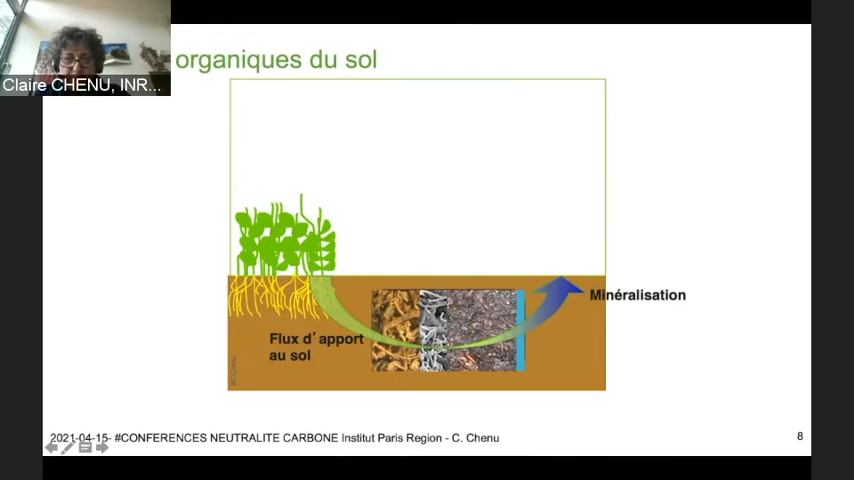 organiques du sol
Claire CHENU, INR...
Minéralisation
Flux d'apport
au sol
2021-04-15- #CONFERENCES NEUTRALITE CARBONE Institut Paris Region - C. Chenu
8